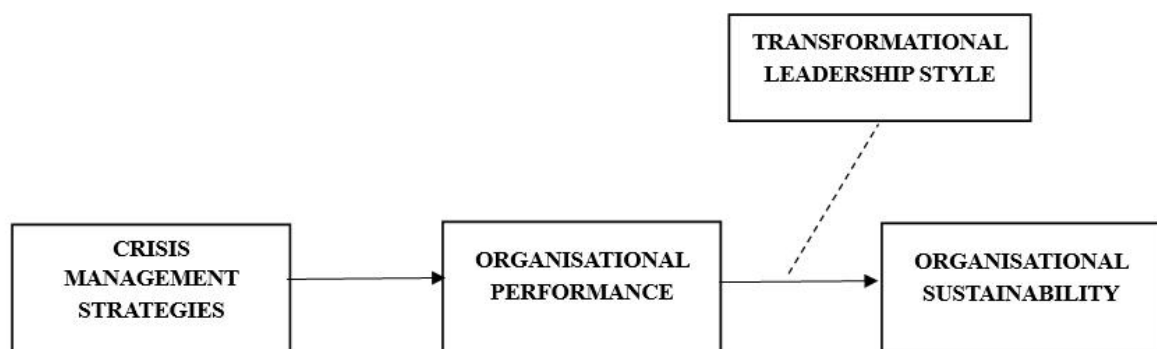 TRANSFORMATIONAL
LEADERSHIP STYLE
CRISIS
MANAGEMENT
STRATEGIES
ORGANISATIONAL
PERFORMANCE
ORGANISATIONAL
SUSTAINABILITY